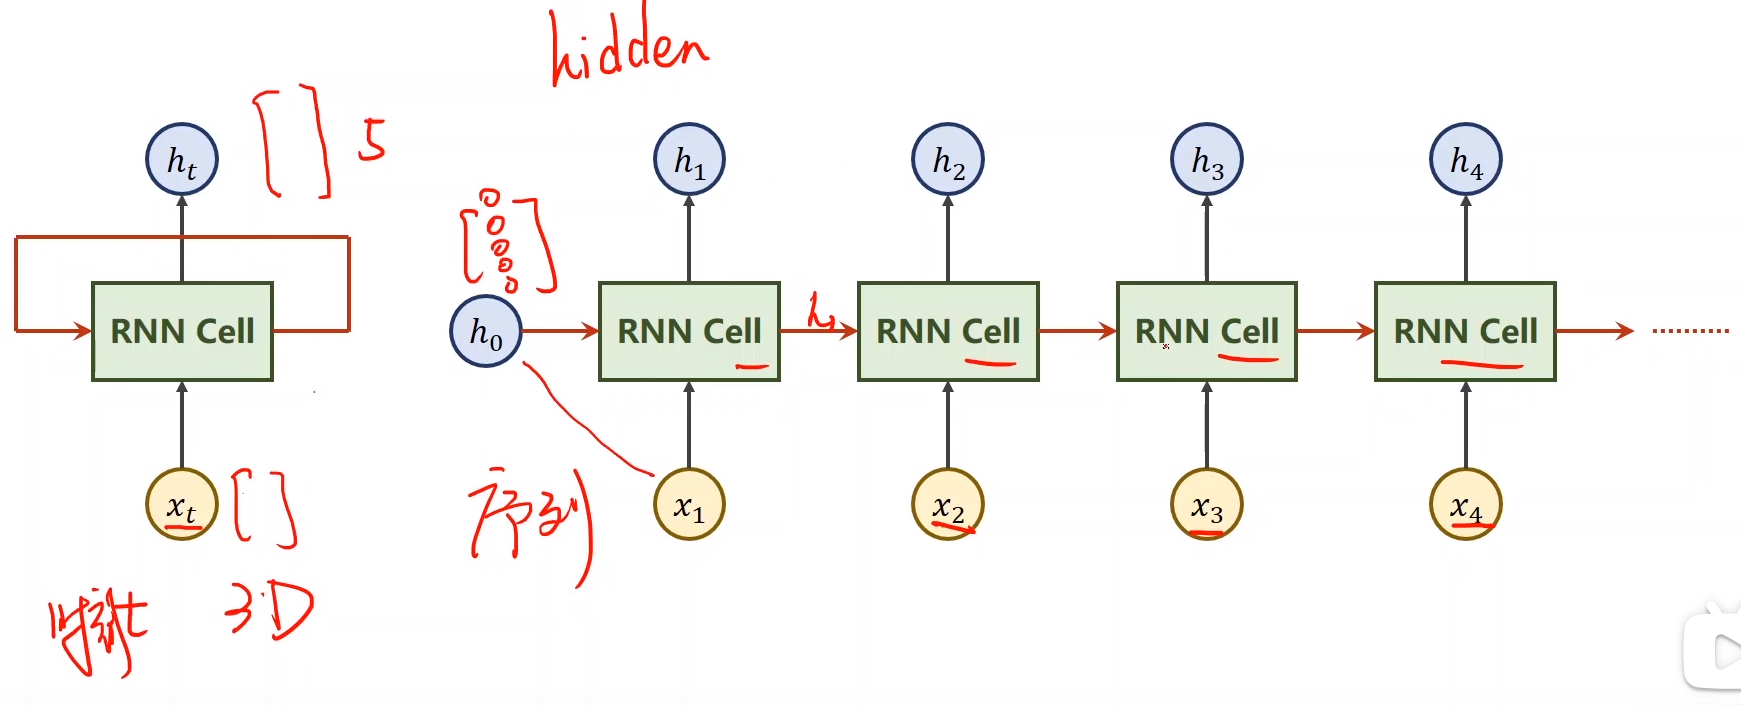 hidden
5
h_t h_1 h_2 h_3 h_4
h_0
RNN Cell RNN Cell h_1 RNN Cell RNN Cell RNN Cell ........
x_t x_1 x_2 x_3 x_4
序列
时刻t 3D